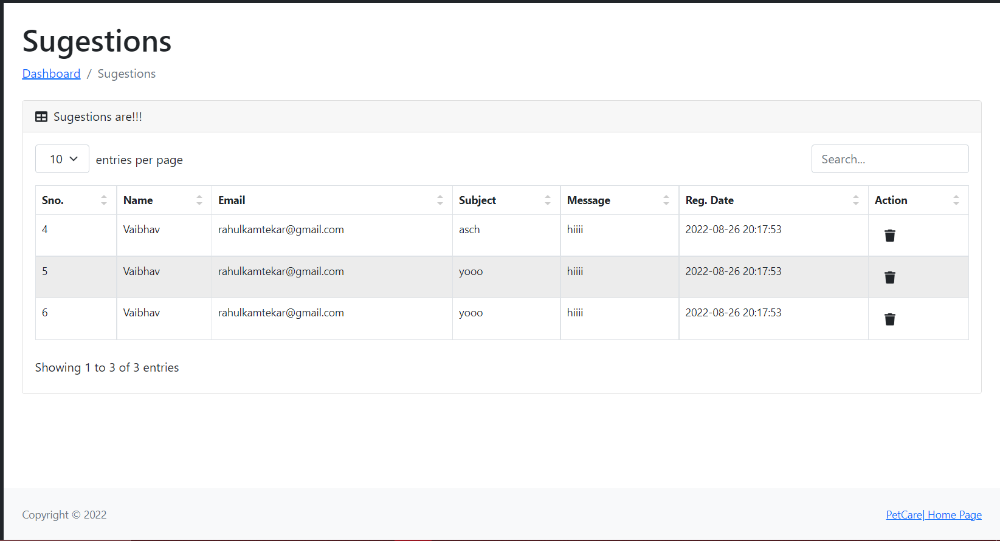 Sugestions
Dashboard / Sugestions
Sugestions are!!!
10 entries per page Search...
Sno. Name Email Subject Message Reg. Date Action
4 Vaibhav rahulkamtekar@gmail.com asch hiiii 2022-08-26 20:17:53
5 Vaibhav rahulkamtekar@gmail.com yooo hiiii 2022-08-26 20:17:53
6 Vaibhav rahulkamtekar@gmail.com yooo hiiii 2022-08-26 20:17:53
Showing 1 to 3 of 3 entries
Copyright © 2022 PetCare| Home Page